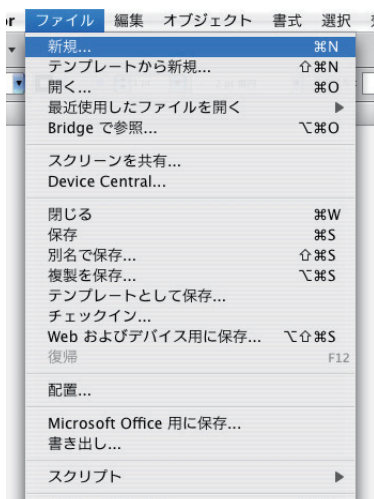 r ファイル 編集 オブジェクト 書式 選択
新規... ⌘N
テンプレートから新規... ⇧⌘N
開く... ⌘O
最近使用したファイルを開く ▶
Bridge で参照... ⌥⌘O
スクリーンを共有...
Device Central...
閉じる ⌘W
保存 ⌘S
別名で保存... ⇧⌘S
複製を保存... ⌥⌘S
テンプレートとして保存...
チェックイン...
Web およびデバイス用に保存... ⌥⇧⌘S
復帰 F12
配置...
Microsoft Office 用に保存...
書き出し...
スクリプト ▶